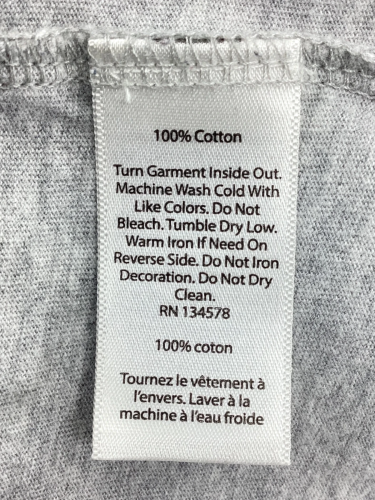 100% Cotton
Turn Garment Inside Out.
Machine Wash Cold With
Like Colors. Do Not
Bleach. Tumble Dry Low.
Warm Iron If Need On
Reverse Side. Do Not Iron
Decoration. Do Not Dry
Clean.
RN 134578
100% coton
Tournez le vêtement à
l'envers. Laver à la
machine à l'eau froide